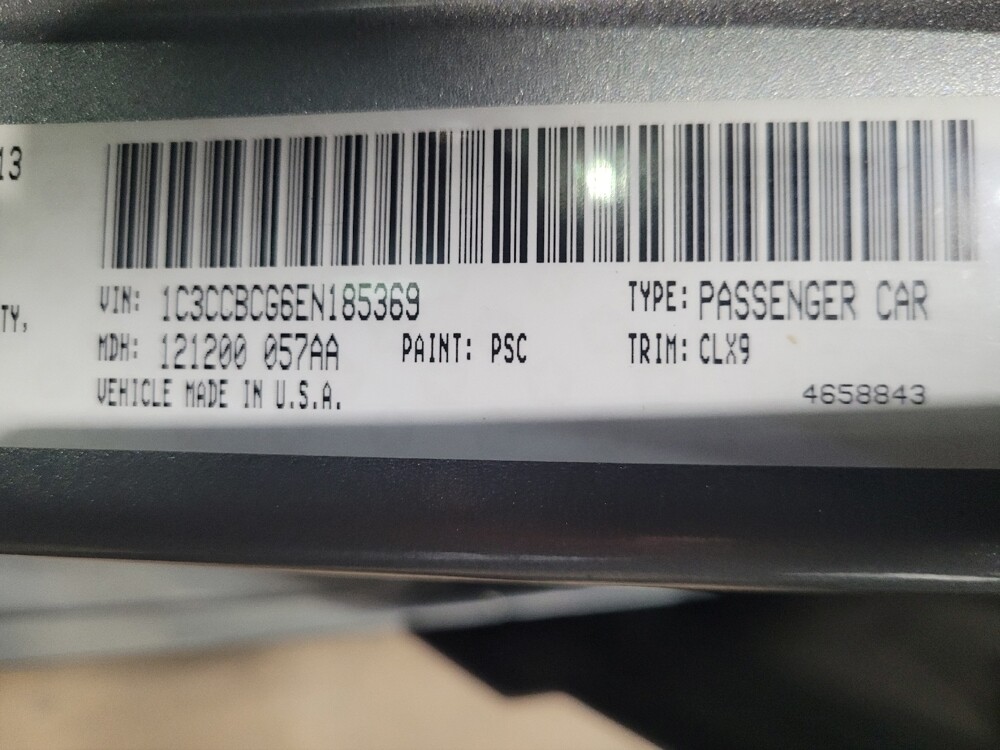 13
TY,
VIN: 1C3CCBCG6EN185369 TYPE: PASSENGER CAR
MDH: 121200 057AA PAINT: PSC TRIM: CLX9
VEHICLE MADE IN U.S.A. 4658843